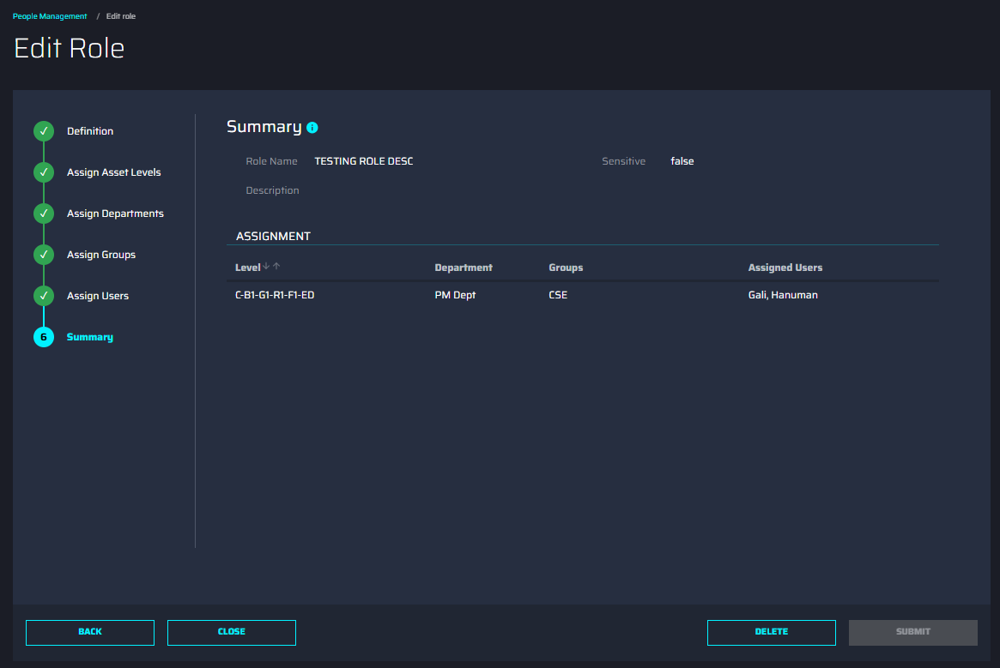 People Management / Edit role
Edit Role
Definition
Assign Asset Levels
Assign Departments
Assign Groups
Assign Users
6 Summary
Summary i
Role Name TESTING ROLE DESC Sensitive false
Description
ASSIGNMENT
Level ↓↑ Department Groups Assigned Users
C-B1-G1-R1-F1-ED PM Dept CSE Gali, Hanuman
BACK CLOSE DELETE SUBMIT